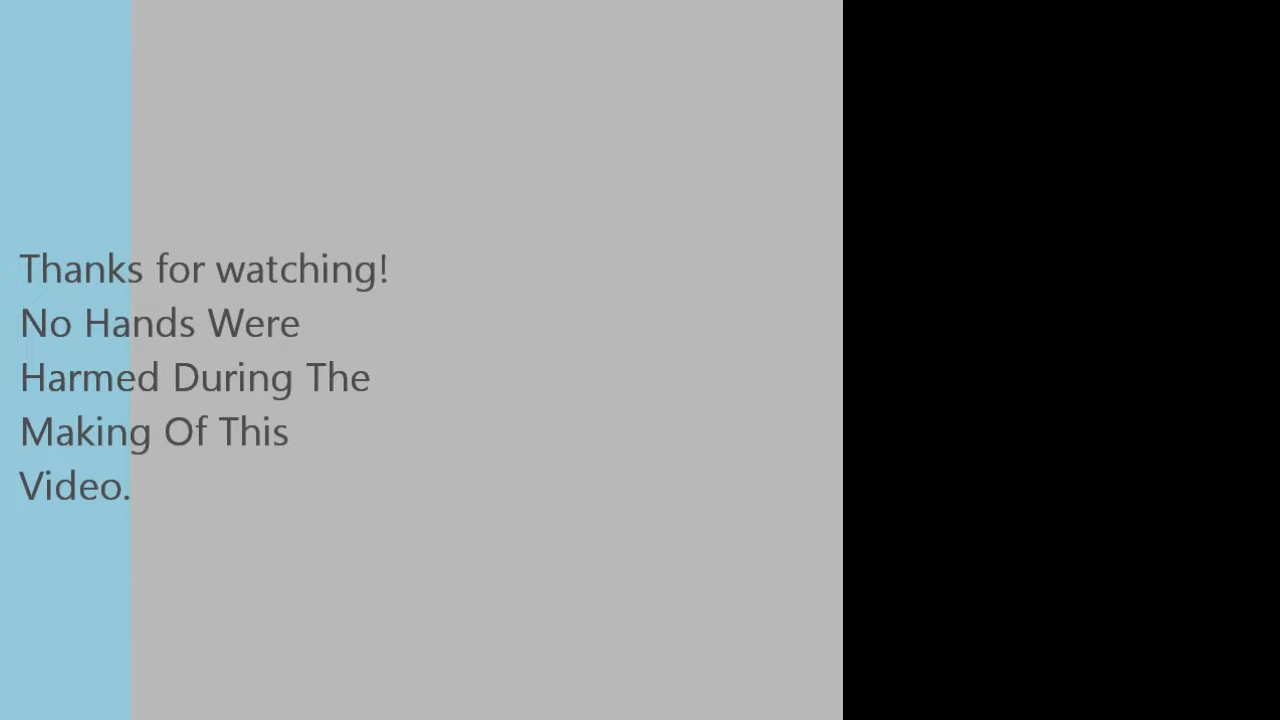 Thanks for watching!
No Hands Were
Harmed During The
Making Of This
Video.